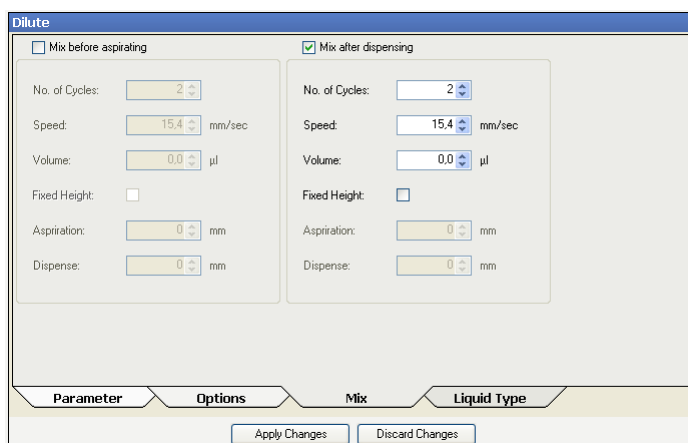 Dilute
Mix before aspirating
Mix after dispensing
No. of Cycles: 2
Speed: 15,4 mm/sec
Volume: 0,0 µl
Fixed Height:
Aspriration: 0 mm
Dispense: 0 mm
No. of Cycles: 2
Speed: 15,4 mm/sec
Volume: 0,0 µl
Fixed Height:
Aspriration: 0 mm
Dispense: 0 mm
Parameter Options Mix Liquid Type
Apply Changes Discard Changes